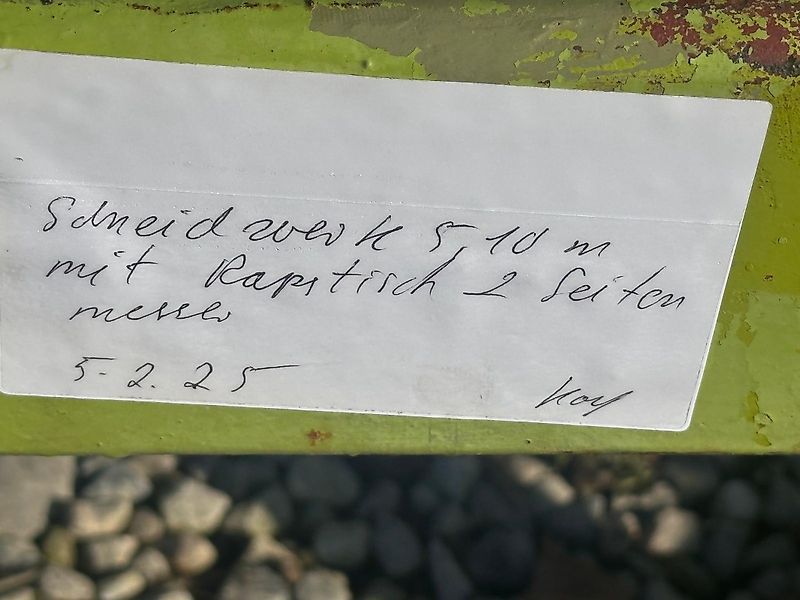 Schneidwerk 5,10 m
mit Rapstisch 2 Seiten
messer
5.2.25